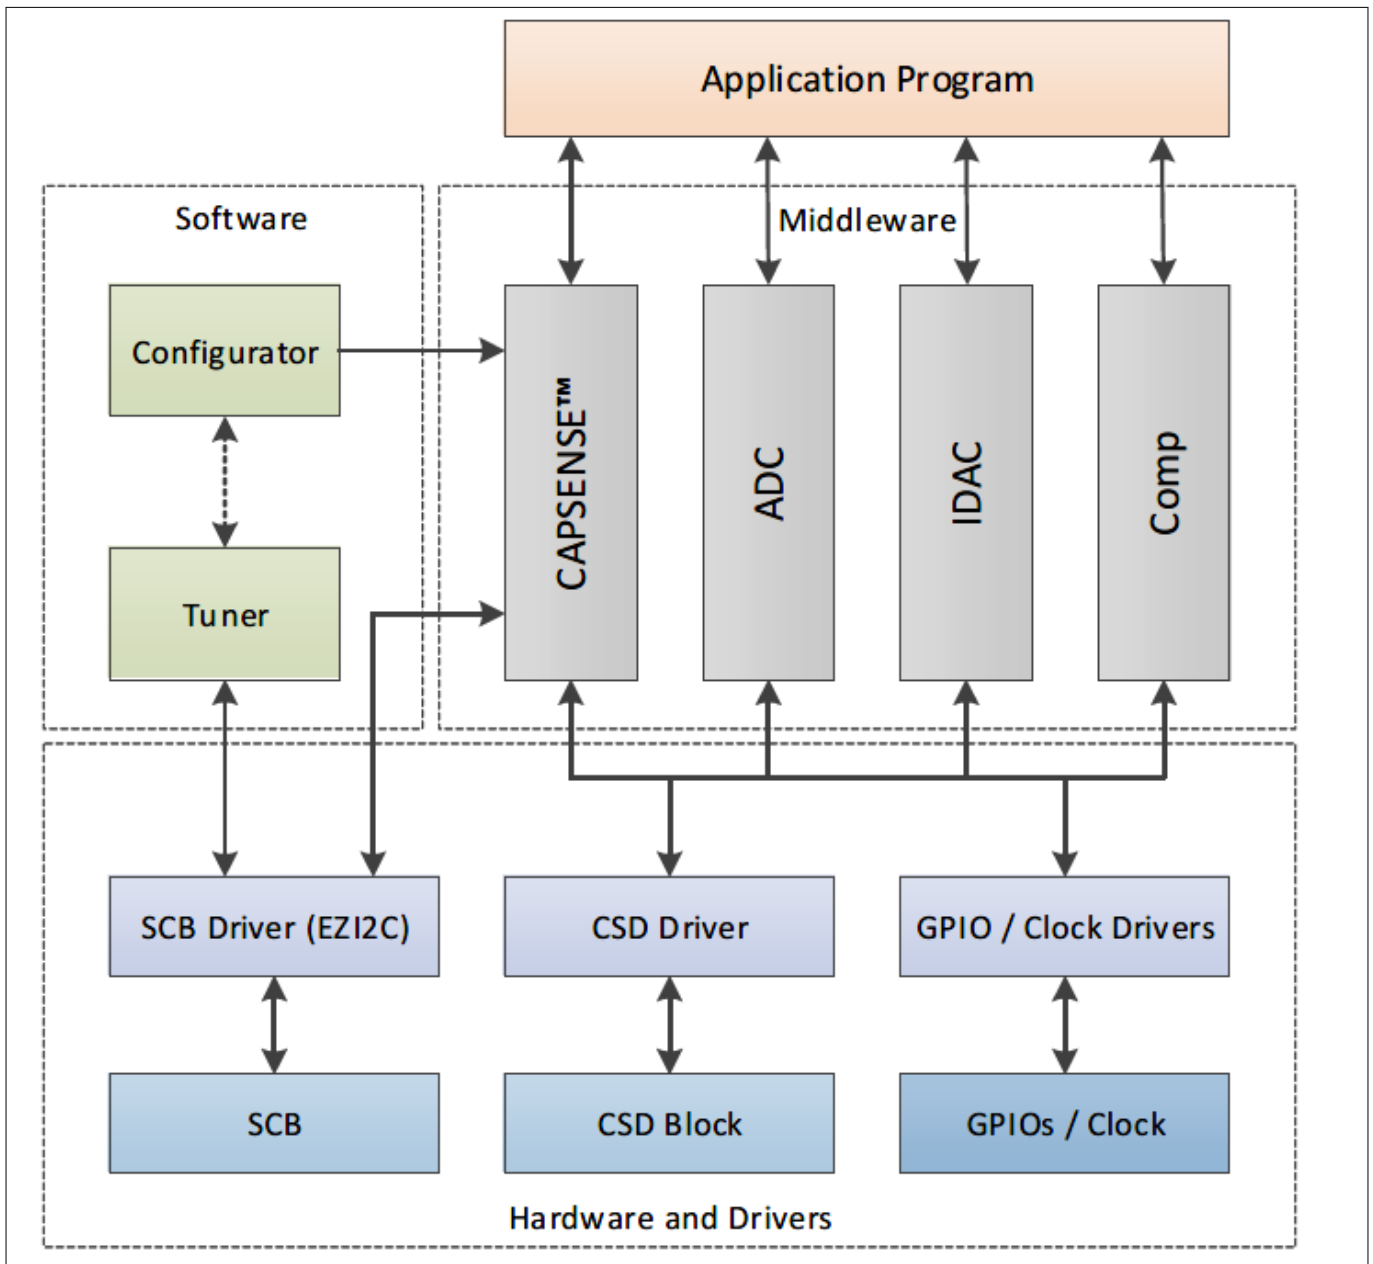 Application Program
Software
Middleware
Configurator
Tuner
CAPSENSE™
ADC
IDAC
Comp
SCB Driver (EZI2C)
CSD Driver
GPIO / Clock Drivers
SCB
CSD Block
GPIOs / Clock
Hardware and Drivers